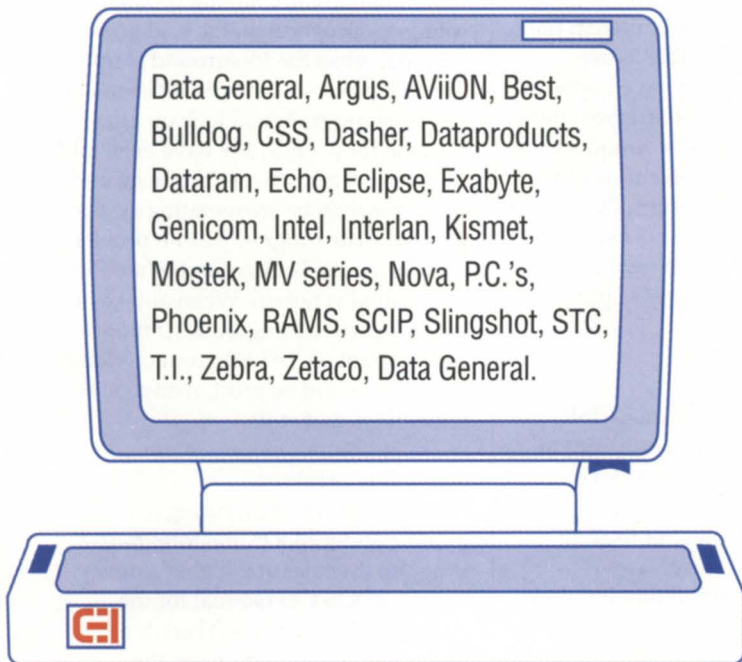 Data General, Argus, AViiON, Best,
Bulldog, CSS, Dasher, Dataproducts,
Dataram, Echo, Eclipse, Exabyte,
Genicom, Intel, Interlan, Kismet,
Mostek, MV series, Nova, P.C.'s,
Phoenix, RAMS, SCIP, Slingshot, STC,
T.I., Zebra, Zetaco, Data General.